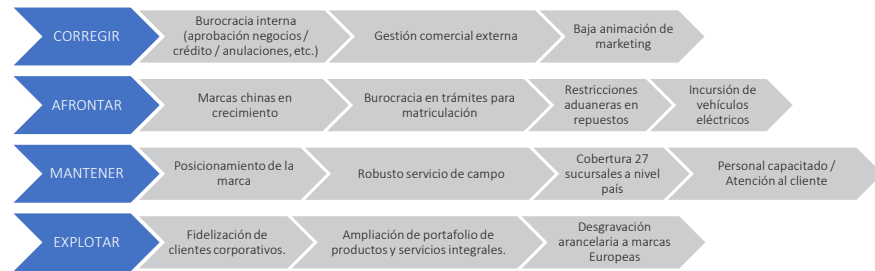 CORREGIR
Burocracia interna
(aprobación negocios /
crédito / anulaciones, etc.)
Gestión comercial externa
Baja animación de
marketing
AFRONTAR
Marcas chinas en
crecimiento
Burocracia en trámites para
matriculación
Restricciones
aduaneras en
repuestos
Incursión de
vehículos
eléctricos
MANTENER
Posicionamiento de la
marca
Robusto servicio de campo
Cobertura 27
sucursales a nivel
país
Personal capacitado /
Atención al cliente
EXPLOTAR
Fidelización de
clientes corporativos.
Ampliación de portafolio de
productos y servicios integrales.
Desgravación
arancelaria a marcas
Europeas